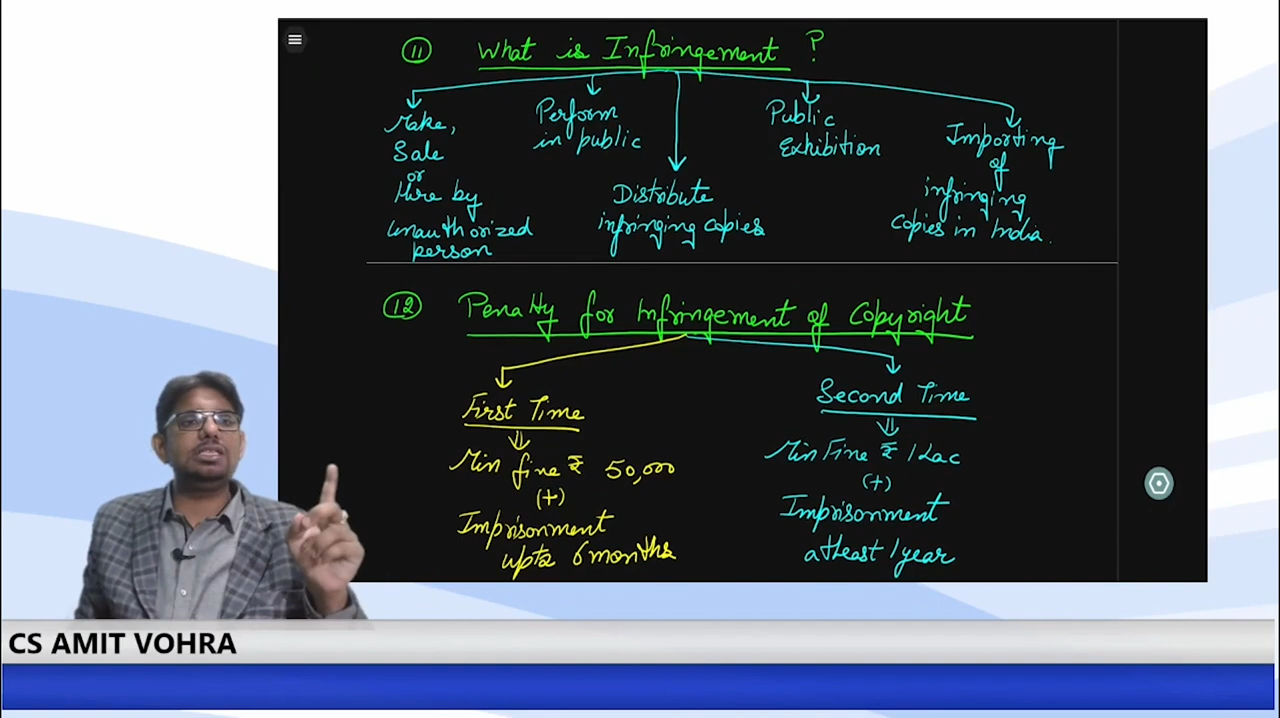 11 What is Infringement ?
Make,
Sale
or
Hire by
unauthorized
person
Perform
in public
Distribute
infringing copies
Public
Exhibition
Importing
of
infringing
Copies in India.
12 Penalty for Infringement of Copyright
First Time
Min fine ₹ 50,000
(+)
Imprisonment
upto 6 months
Second Time
Min Fine ₹ 1 Lac
(+)
Imprisonment
atleast 1 year
CS AMIT VOHRA